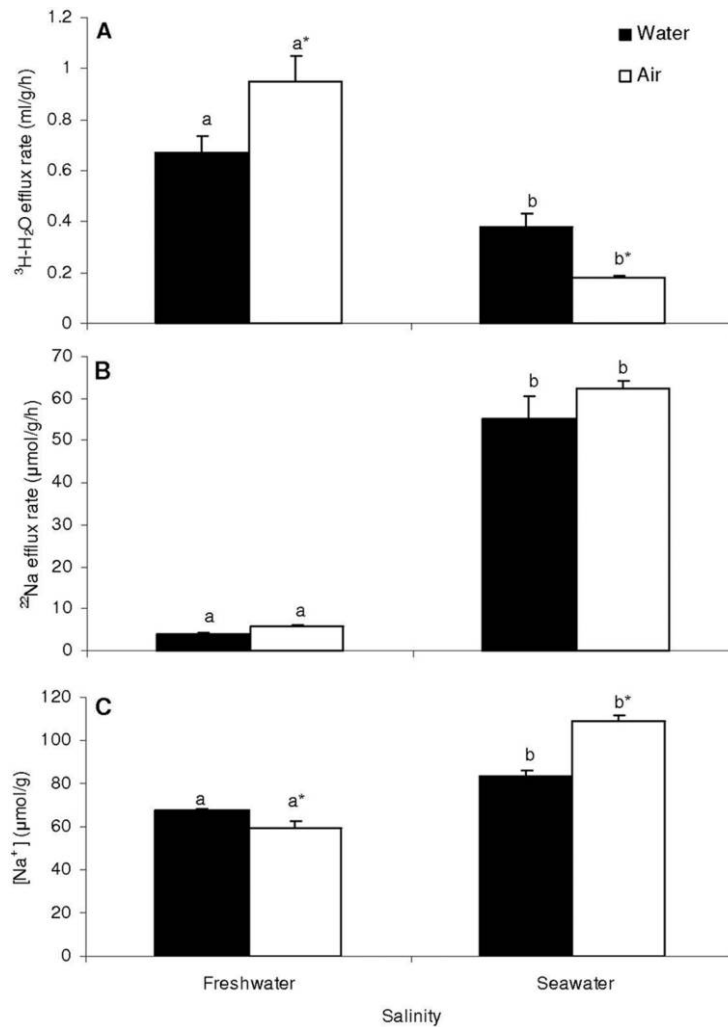 A
Water
Air
³H-H₂O efflux rate (ml/g/h)
1.2
1
0.8
0.6
0.4
0.2
0
a
a*
b
b*
B
²²Na efflux rate (µmol/g/h)
70
60
50
40
30
20
10
0
a
a
b
b
C
[Na⁺] (µmol/g)
120
100
80
60
40
20
0
a
a*
b
b*
Freshwater
Seawater
Salinity